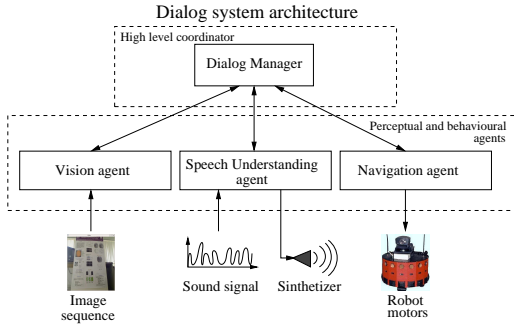 Dialog system architecture
High level coordinator
Dialog Manager
Perceptual and behavioural
agents
Vision agent
Speech Understanding
agent
Navigation agent
Image
sequence
Sound signal
Sinthetizer
Robot
motors